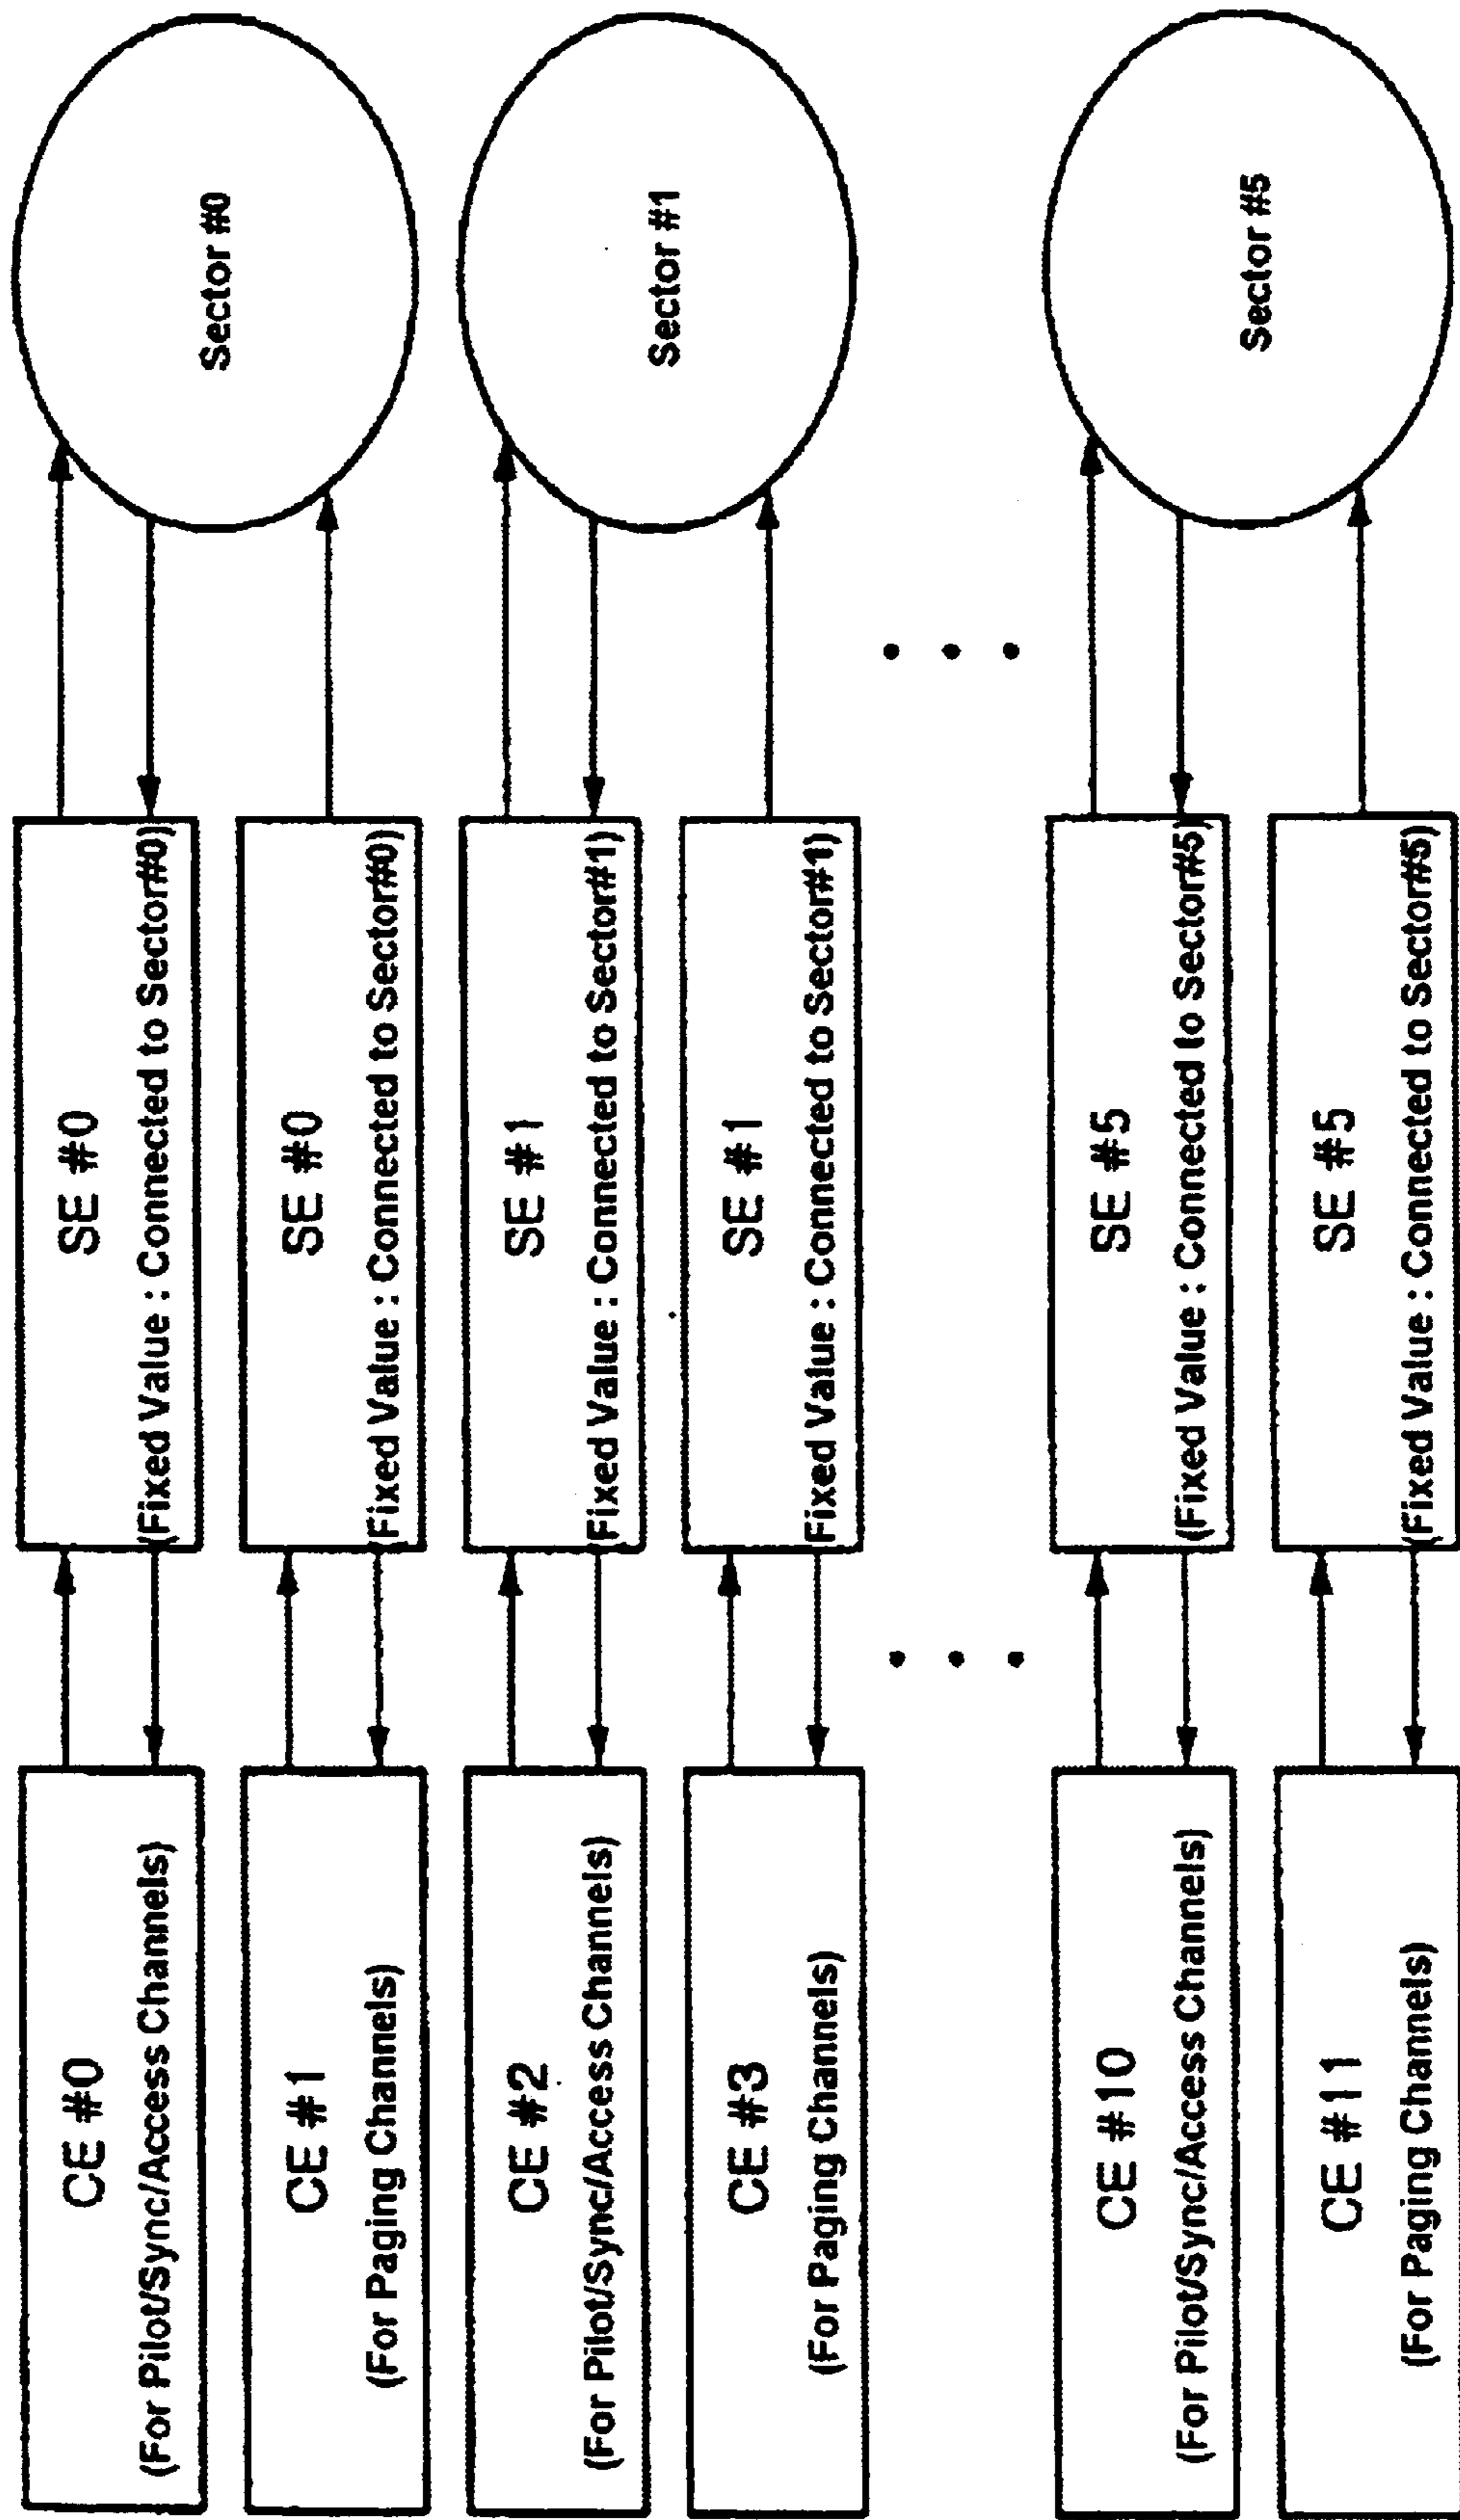 CE #0
(For Pilot/Sync/Access Channels)
SE #0
(Fixed Value : Connected to Sector#0)
Sector #0
CE #1
(For Paging Channels)
SE #0
(Fixed Value : Connected to Sector#0)
CE #2
(For Pilot/Sync/Access Channels)
SE #1
(Fixed Value : Connected to Sector#1)
Sector #1
CE #3
(For Paging Channels)
SE #1
(Fixed Value : Connected to Sector#1)
CE #10
(For Pilot/Sync/Access Channels)
SE #5
(Fixed Value : Connected to Sector#5)
Sector #5
CE #11
(For Paging Channels)
SE #5
(Fixed Value : Connected to Sector#5)